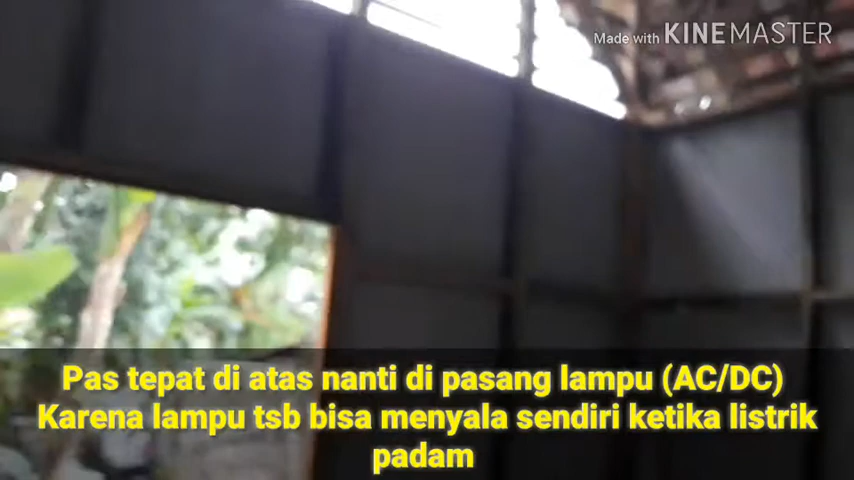 Made with KINEMASTER
Pas tepat di atas nanti di pasang lampu (AC/DC)
Karena lampu tsb bisa menyala sendiri ketika listrik
padam